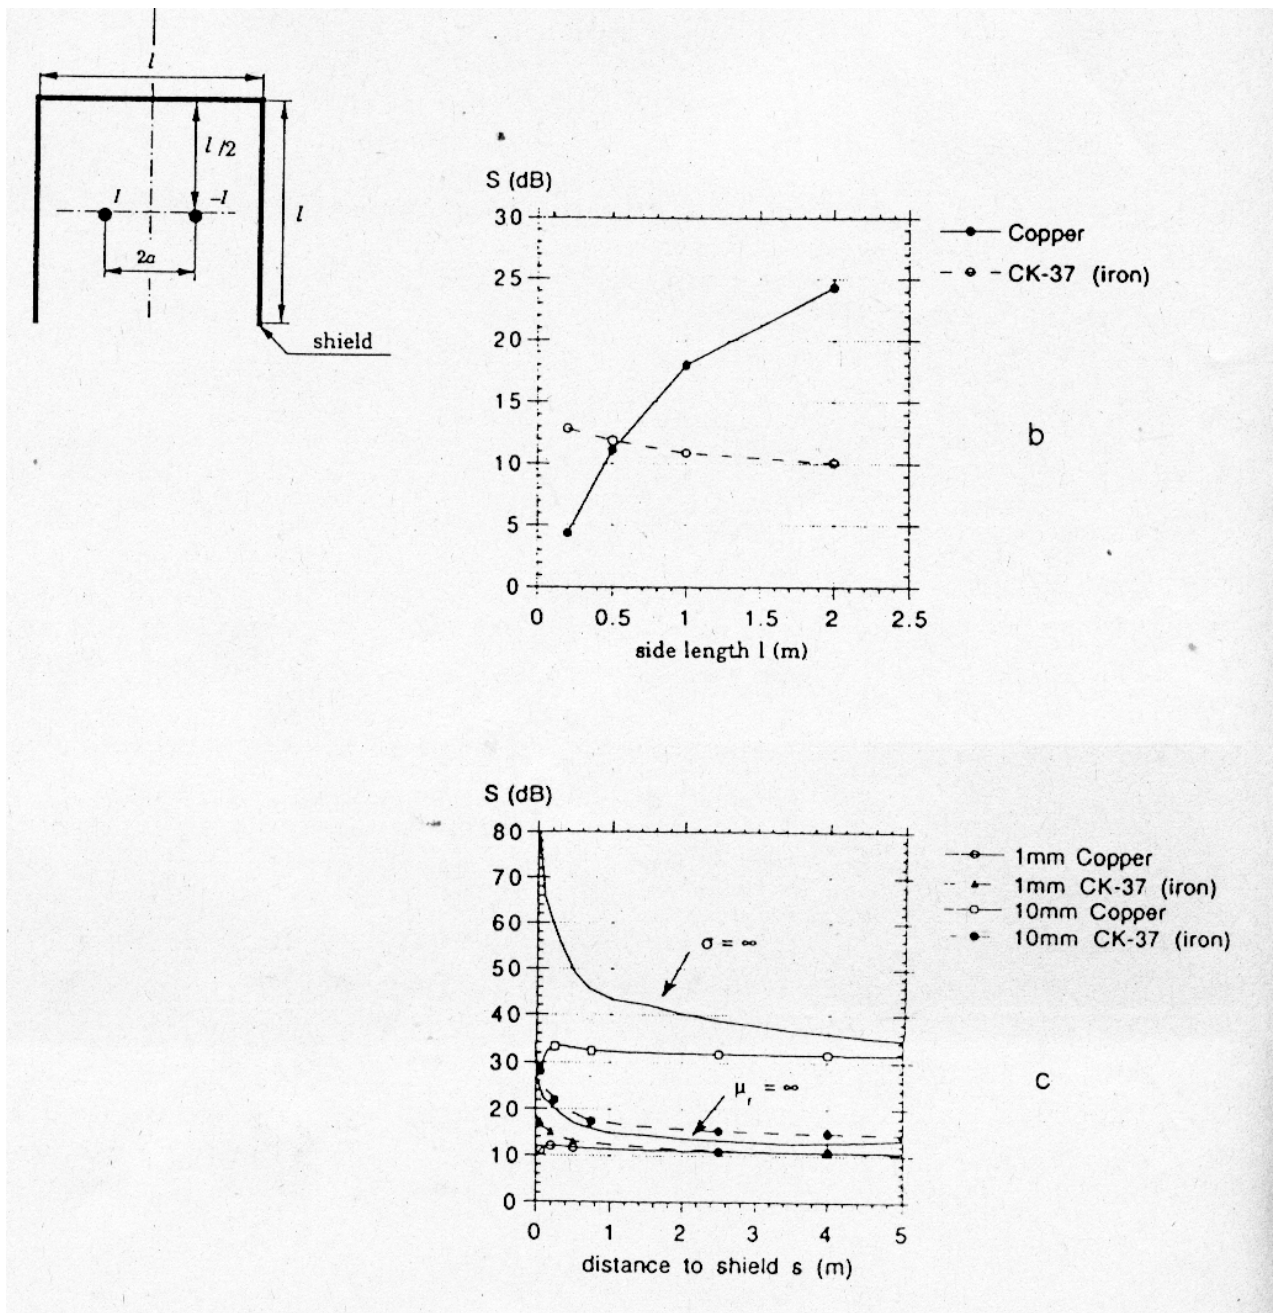 l
l /2
I
–I
l
2a
shield
S (dB)
30
25
20
15
10
5
0
0 0.5 1 1.5 2 2.5
side length l (m)
Copper
CK-37 (iron)
b
S (dB)
80
70
60
50
40
30
20
10
0
0 1 2 3 4 5
distance to shield s (m)
σ = ∞
μr = ∞
1mm Copper
1mm CK-37 (iron)
10mm Copper
10mm CK-37 (iron)
c